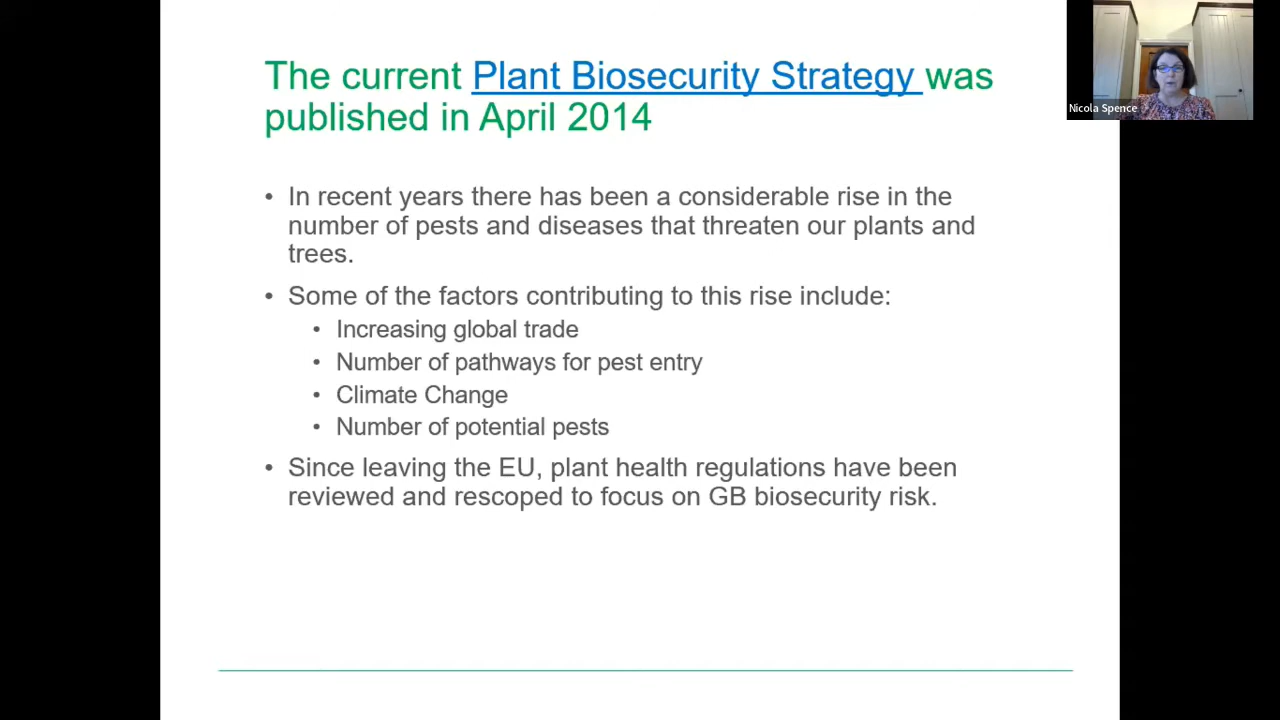 The current Plant Biosecurity Strategy was
published in April 2014
• In recent years there has been a considerable rise in the
number of pests and diseases that threaten our plants and
trees.
• Some of the factors contributing to this rise include:
• Increasing global trade
• Number of pathways for pest entry
• Climate Change
• Number of potential pests
• Since leaving the EU, plant health regulations have been
reviewed and rescoped to focus on GB biosecurity risk.
Nicola Spence